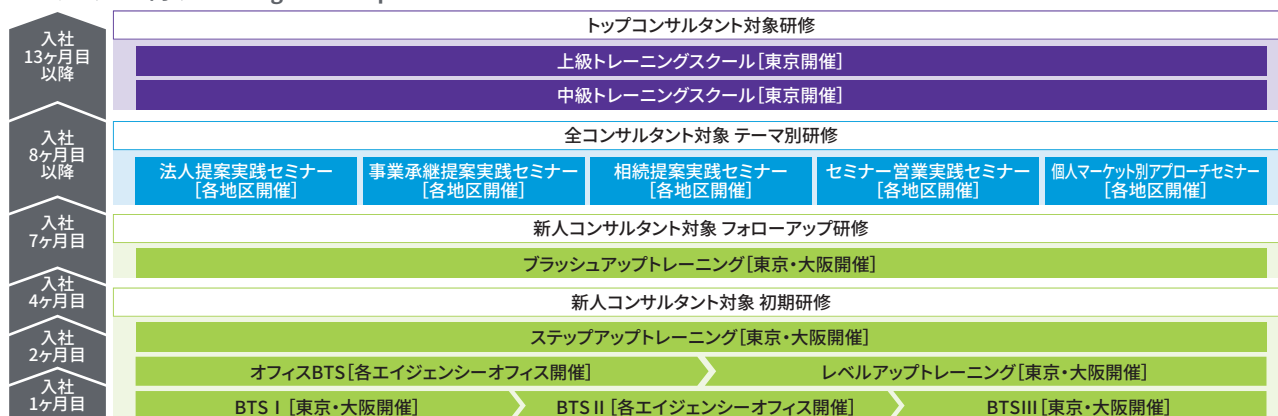 入社
13ヶ月目
以降
トップコンサルタント対象研修
上級トレーニングスクール[東京開催]
中級トレーニングスクール[東京開催]
入社
8ヶ月目
以降
全コンサルタント対象 テーマ別研修
法人提案実践セミナー
[各地区開催]
事業承継提案実践セミナー
[各地区開催]
相続提案実践セミナー
[各地区開催]
セミナー営業実践セミナー
[各地区開催]
個人マーケット別アプローチセミナー
[各地区開催]
入社
7ヶ月目
新人コンサルタント対象 フォローアップ研修
ブラッシュアップトレーニング[東京・大阪開催]
入社
4ヶ月目
新人コンサルタント対象 初期研修
ステップアップトレーニング[東京・大阪開催]
入社
2ヶ月目
オフィスBTS[各エイジェンシーオフィス開催]
レベルアップトレーニング[東京・大阪開催]
入社
1ヶ月目
BTSⅠ[東京・大阪開催]
BTSⅡ[各エイジェンシーオフィス開催]
BTSⅢ[東京・大阪開催]